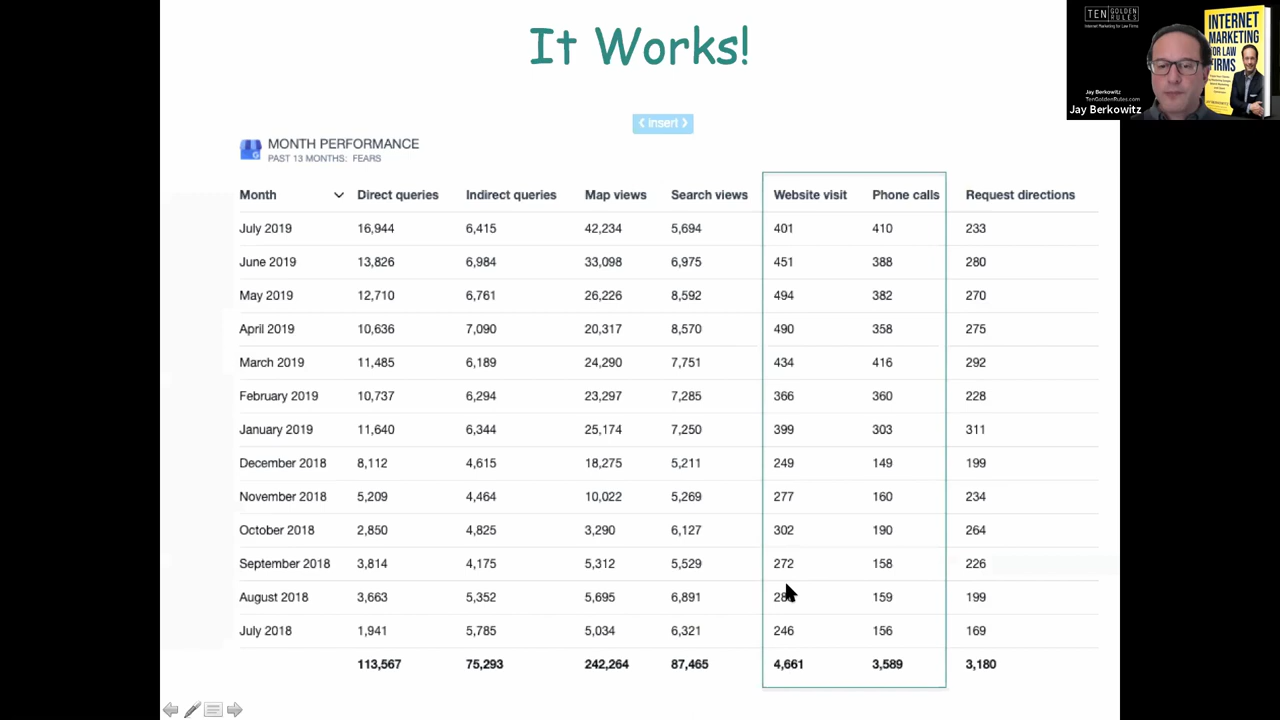 It Works!
TEN GOLDEN RULES
Internet Marketing for Law Firms
INTERNET
MARKETING
FOR LAW
FIRMS
Jay Berkowitz
TenGoldenRules.com
Jay Berkowitz
< insert >
MONTH PERFORMANCE
PAST 13 MONTHS: FEARS
Month Direct queries Indirect queries Map views Search views Website visit Phone calls Request directions
July 2019 16,944 6,415 42,234 5,694 401 410 233
June 2019 13,826 6,984 33,098 6,975 451 388 280
May 2019 12,710 6,761 26,226 8,592 494 382 270
April 2019 10,636 7,090 20,317 8,570 490 358 275
March 2019 11,485 6,189 24,290 7,751 434 416 292
February 2019 10,737 6,294 23,297 7,285 366 360 228
January 2019 11,640 6,344 25,174 7,250 399 303 311
December 2018 8,112 4,615 18,275 5,211 249 149 199
November 2018 5,209 4,464 10,022 5,269 277 160 234
October 2018 2,850 4,825 3,290 6,127 302 190 264
September 2018 3,814 4,175 5,312 5,529 272 158 226
August 2018 3,663 5,352 5,695 6,891 159 199
July 2018 1,941 5,785 5,034 6,321 246 156 169
113,567 75,293 242,264 87,465 4,661 3,589 3,180